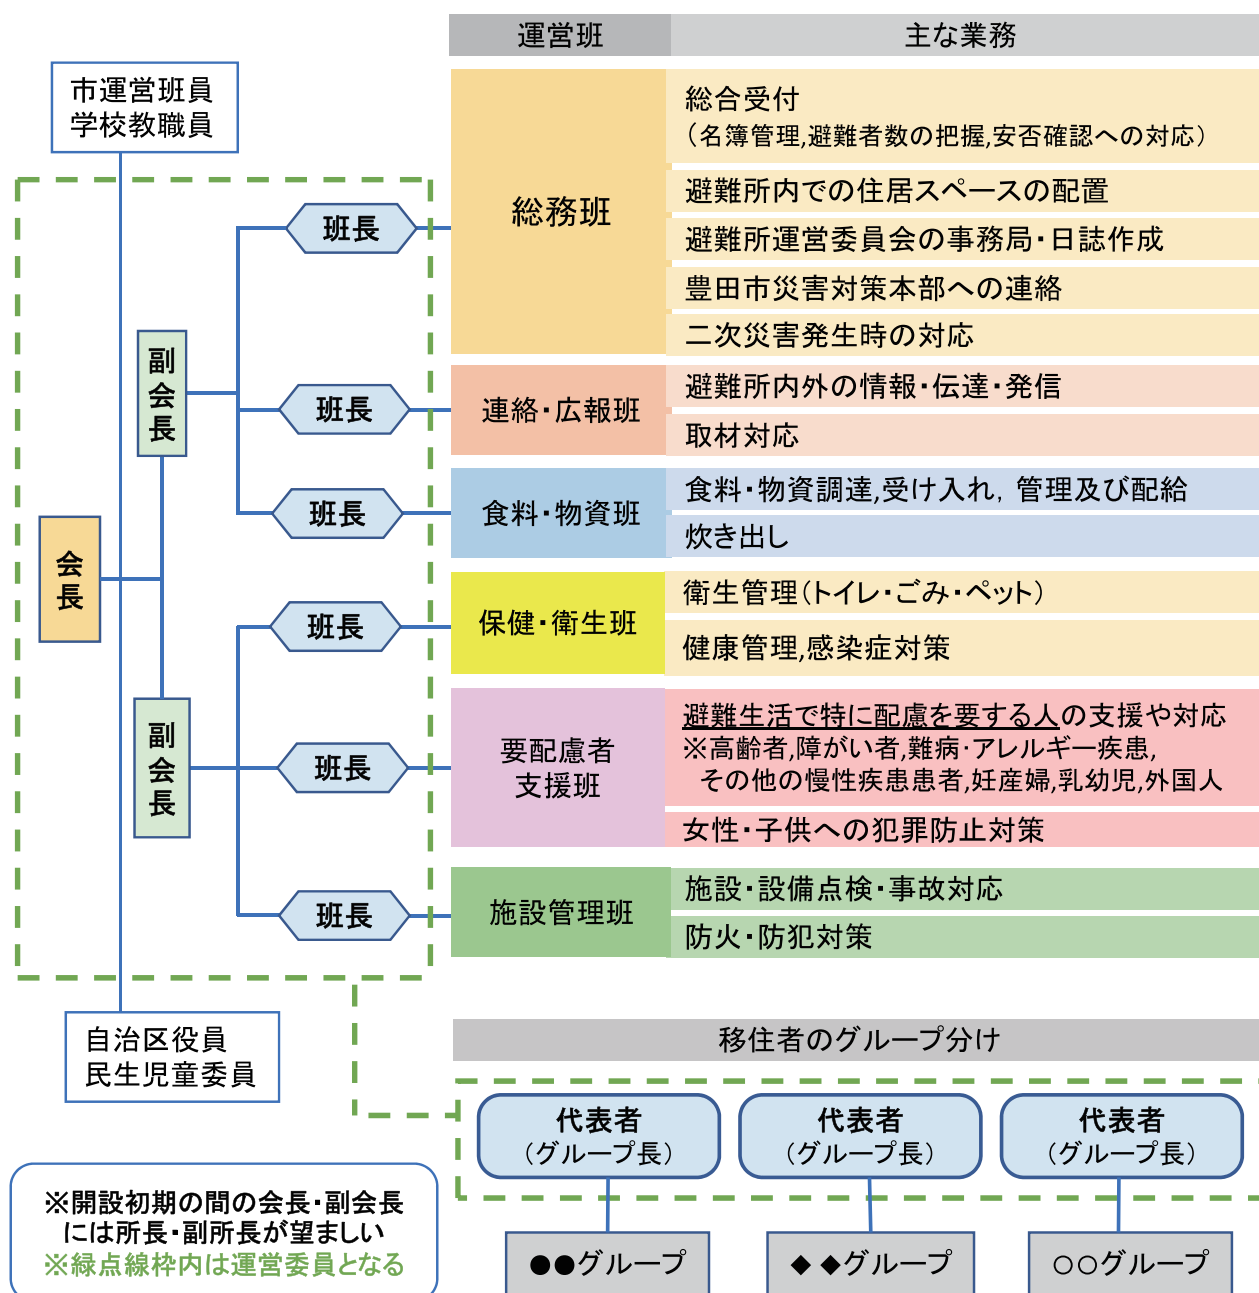 運営班
主な業務
市運営班員
学校教職員
総務班
総合受付
（名簿管理,避難者数の把握,安否確認への対応）
避難所内での住居スペースの配置
避難所運営委員会の事務局・日誌作成
豊田市災害対策本部への連絡
二次災害発生時の対応
班長
副会長
班長
連絡・広報班
避難所内外の情報・伝達・発信
取材対応
班長
食料・物資班
食料・物資調達,受け入れ,管理及び配給
炊き出し
会長
班長
保健・衛生班
衛生管理（トイレ・ごみ・ペット）
健康管理,感染症対策
副会長
班長
要配慮者
支援班
避難生活で特に配慮を要する人の支援や対応
※高齢者,障がい者,難病・アレルギー疾患,
その他の慢性疾患患者,妊産婦,乳幼児,外国人
女性・子供への犯罪防止対策
班長
施設管理班
施設・設備点検・事故対応
防火・防犯対策
自治区役員
民生児童委員
移住者のグループ分け
代表者
（グループ長）
代表者
（グループ長）
代表者
（グループ長）
●●グループ
◆ ◆グループ
○○グループ
※開設初期の間の会長・副会長
には所長・副所長が望ましい
※緑点線枠内は運営委員となる